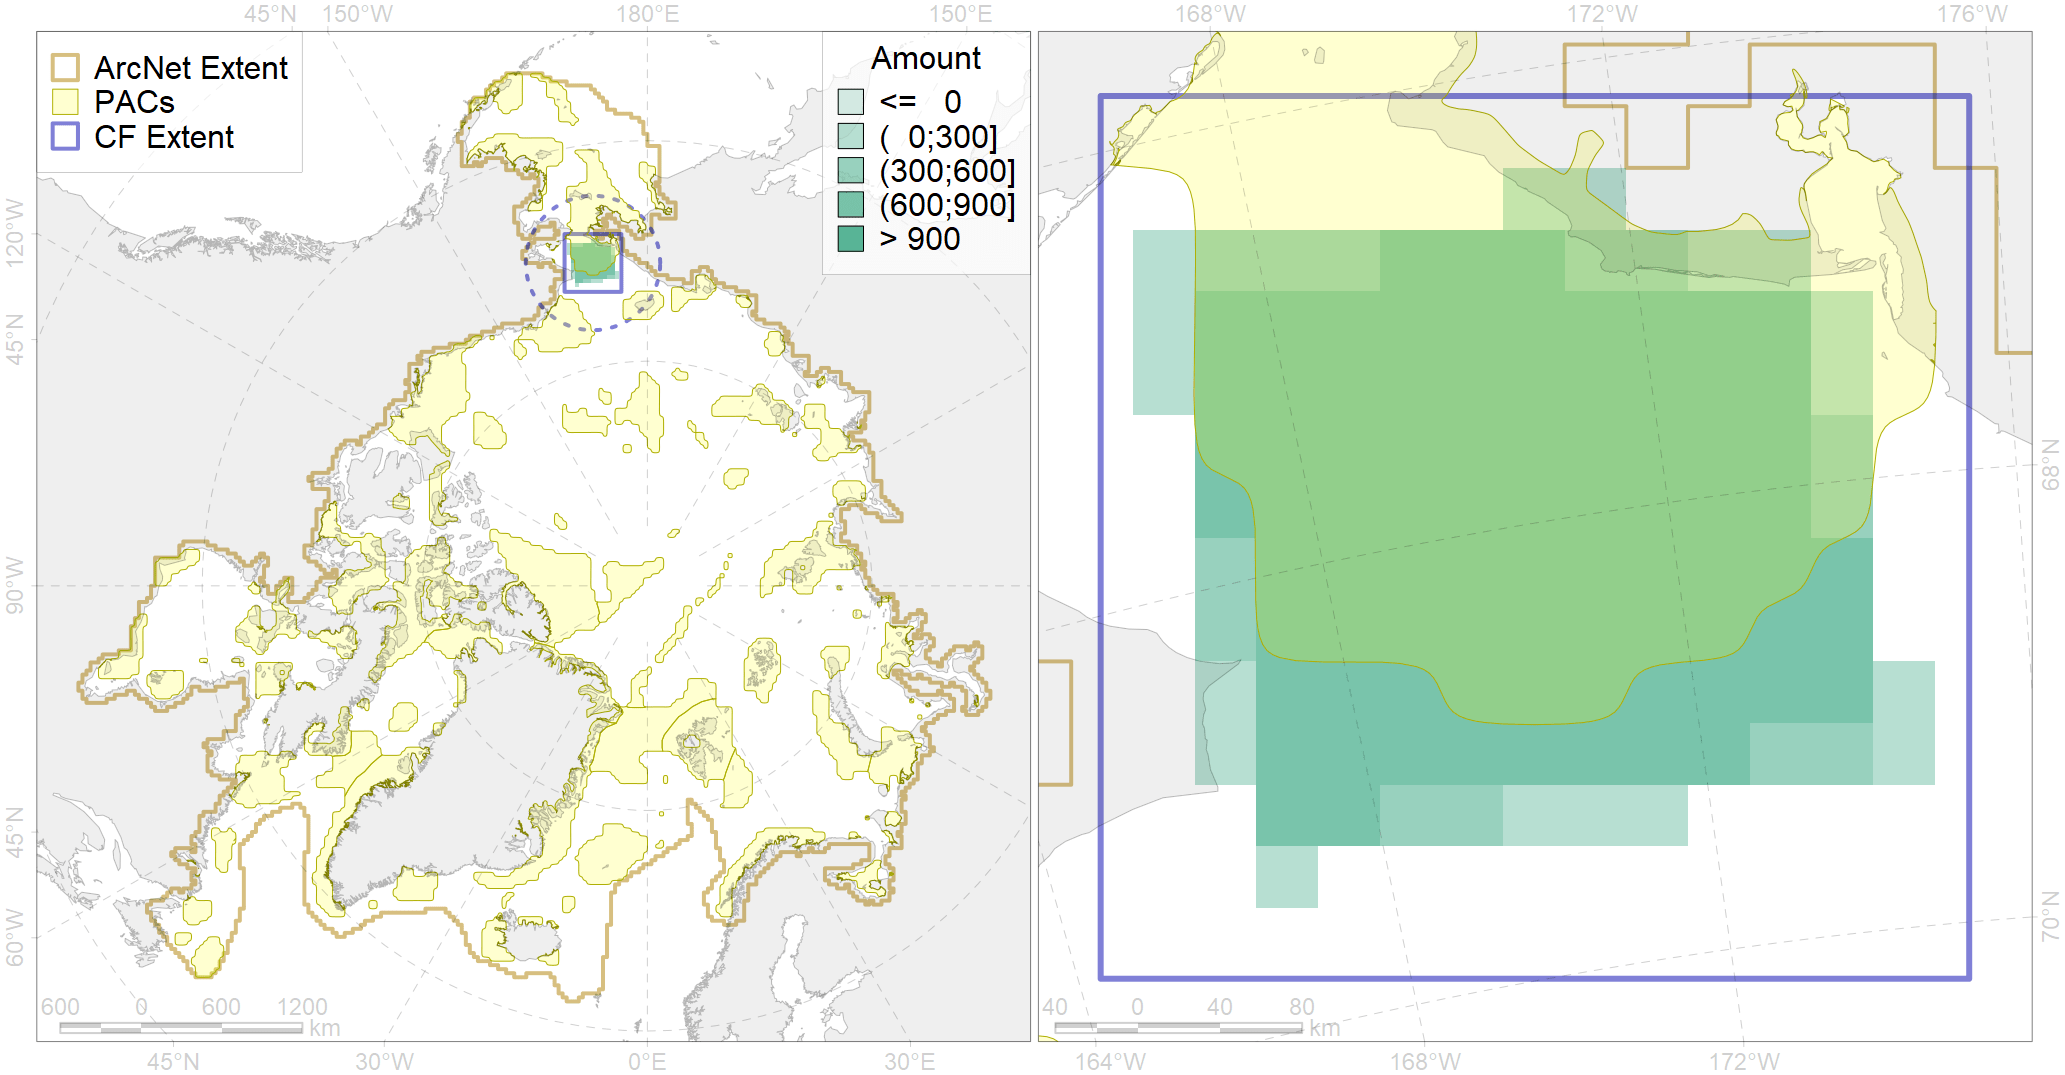 45°N 150°W 180°E 150°E 168°W 172°W 176°W
ArcNet Extent
PACs
CF Extent
Amount
<= 0
( 0;300]
(300;600]
(600;900]
> 900
120°W
45°N
90°W
45°N
60°W
68°N
70°N
600 0 600 1200
km
40 0 40 80
km
45°N 30°W 0°E 30°E 164°W 168°W 172°W